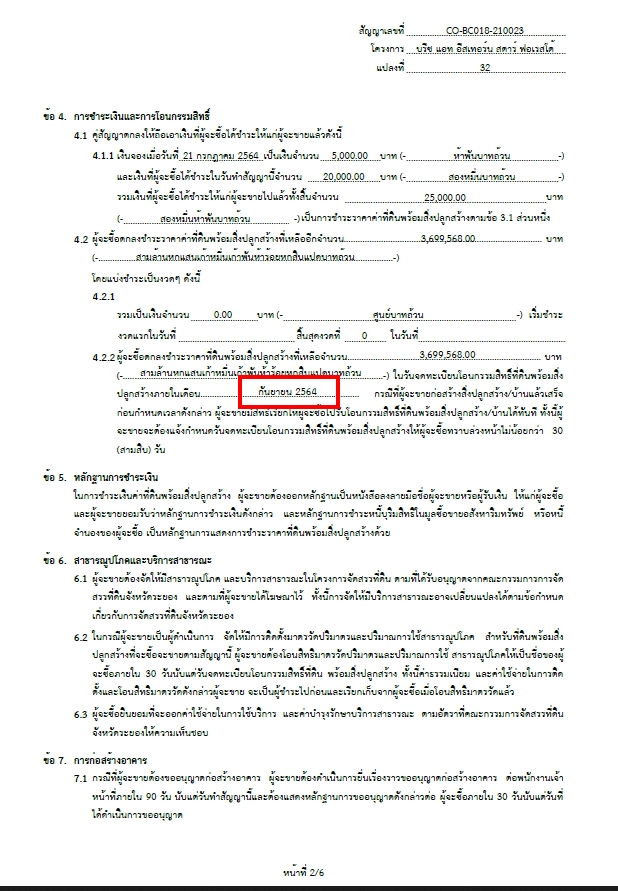 สัญญาเลขที่ CO-BC018-210023
โครงการ บรีซ แอท อีสเทอร์น สตาร์ ฟอเรสโต้
แปลงที่ 32
ข้อ 4. การชำระเงินและการโอนกรรมสิทธิ์
4.1 คู่สัญญาตกลงให้ถือเอาเงินที่ผู้จะซื้อได้ชำระให้แก่ผู้จะขายแล้วดังนี้
4.1.1 เงินจองเมื่อวันที่ 21 กรกฎาคม 2564 เป็นเงินจำนวน 5,000.00 บาท (- ห้าพันบาทถ้วน -)
และเงินที่ผู้จะซื้อได้ชำระในวันทำสัญญานี้จำนวน 20,000.00 บาท (- สองหมื่นบาทถ้วน -)
รวมเงินที่ผู้จะซื้อได้ชำระให้แก่ผู้จะขายไปแล้วทั้งสิ้นจำนวน 25,000.00 บาท
(- สองหมื่นห้าพันบาทถ้วน -) เป็นการชำระราคาค่าที่ดินพร้อมสิ่งปลูกสร้างตามข้อ 3.1 ส่วนหนึ่ง
4.2 ผู้จะซื้อตกลงชำระราคาค่าที่ดินพร้อมสิ่งปลูกสร้างที่เหลืออีกจำนวน 3,699,568.00 บาท
(- สามล้านหกแสนเก้าหมื่นเก้าพันห้าร้อยหกสิบแปดบาทถ้วน -)
โดยแบ่งชำระเป็นงวดๆ ดังนี้
4.2.1
รวมเป็นเงินจำนวน 0.00 บาท (- ศูนย์บาทถ้วน -) เริ่มชำระ
งวดแรกในวันที่ สิ้นสุดงวดที่ 0 ในวันที่
4.2.2 ผู้จะซื้อตกลงชำระราคาที่ดินพร้อมสิ่งปลูกสร้างที่เหลือจำนวน 3,699,568.00 บาท
(- สามล้านหกแสนเก้าหมื่นเก้าพันห้าร้อยหกสิบแปดบาทถ้วน -) ในวันจดทะเบียนโอนกรรมสิทธิ์ที่ดินพร้อมสิ่ง
ปลูกสร้างภายในเดือน กันยายน 2564 กรณีที่ผู้จะขายก่อสร้างสิ่งปลูกสร้าง/บ้านแล้วเสร็จ
ก่อนกำหนดเวลาดังกล่าว ผู้จะขายมีสิทธิเรียกให้ผู้จะซื้อไปรับโอนกรรมสิทธิ์ที่ดินพร้อมสิ่งปลูกสร้าง/บ้านได้ทันที ทั้งนี้ผู้
จะขายจะต้องแจ้งกำหนดวันจดทะเบียนโอนกรรมสิทธิ์ที่ดินพร้อมสิ่งปลูกสร้างให้ผู้จะซื้อทราบล่วงหน้าไม่น้อยกว่า 30
(สามสิบ) วัน
ข้อ 5. หลักฐานการชำระเงิน
ในการชำระเงินค่าที่ดินพร้อมสิ่งปลูกสร้าง ผู้จะขายต้องออกหลักฐานเป็นหนังสือลงลายมือชื่อผู้จะขายหรือผู้รับเงิน ให้แก่ผู้จะซื้อ
และผู้จะขายยอมรับว่าหลักฐานการชำระเงินดังกล่าว และหลักฐานการชำระหนี้บุริมสิทธิในมูลซื้อขายอสังหาริมทรัพย์ หรือหนี้
จำนองของผู้จะซื้อ เป็นหลักฐานการแสดงการชำระราคาที่ดินพร้อมสิ่งปลูกสร้างด้วย
ข้อ 6. สาธารณูปโภคและบริการสาธารณะ
6.1 ผู้จะขายต้องจัดให้มีสาธารณูปโภค และบริการสาธารณะในโครงการจัดสรรที่ดิน ตามที่ได้รับอนุญาตจากคณะกรรมการการจัด
สรรที่ดินจังหวัดระยอง และตามที่ผู้จะขายได้โฆษณาไว้ ทั้งนี้การจัดให้มีบริการสาธารณะอาจเปลี่ยนแปลงได้ตามข้อกำหนด
เกี่ยวกับการจัดสรรที่ดินจังหวัดระยอง
6.2 ในกรณีผู้จะขายเป็นผู้ดำเนินการ จัดให้มีการติดตั้งมาตรวัดปริมาตรและปริมาณการใช้สาธารณูปโภค สำหรับที่ดินพร้อมสิ่ง
ปลูกสร้างที่จะซื้อจะขายตามสัญญานี้ ผู้จะขายต้องโอนสิทธิมาตรวัดปริมาตรและปริมาณการใช้ สาธารณูปโภคให้เป็นชื่อของผู้
จะซื้อภายใน 30 วันนับแต่วันจดทะเบียนโอนกรรมสิทธิ์ที่ดิน พร้อมสิ่งปลูกสร้าง ทั้งนี้ค่าธรรมเนียม และค่าใช้จ่ายในการติด
ตั้งและโอนสิทธิมาตรวัดดังกล่าวผู้จะขาย จะเป็นผู้ชำระไปก่อนและเรียกเก็บจากผู้จะซื้อเมื่อโอนสิทธิมาตรวัดแล้ว
6.3 ผู้จะซื้อยินยอมที่จะออกค่าใช้จ่ายในการใช้บริการ และค่าบำรุงรักษาบริการสาธารณะ ตามอัตราที่คณะกรรมการจัดสรรที่ดิน
จังหวัดระยองให้ความเห็นชอบ
ข้อ 7. การก่อสร้างอาคาร
7.1 กรณีที่ผู้จะขายต้องขออนุญาตก่อสร้างอาคาร ผู้จะขายต้องดำเนินการยื่นเรื่องราวขออนุญาตก่อสร้างอาคาร ต่อพนักงานเจ้า
หน้าที่ภายใน 90 วัน นับแต่วันทำสัญญานี้และต้องแสดงหลักฐานการขออนุญาตดังกล่าวต่อ ผู้จะซื้อภายใน 30 วันนับแต่วันที่
ได้ดำเนินการขออนุญาต
หน้าที่ 2/6